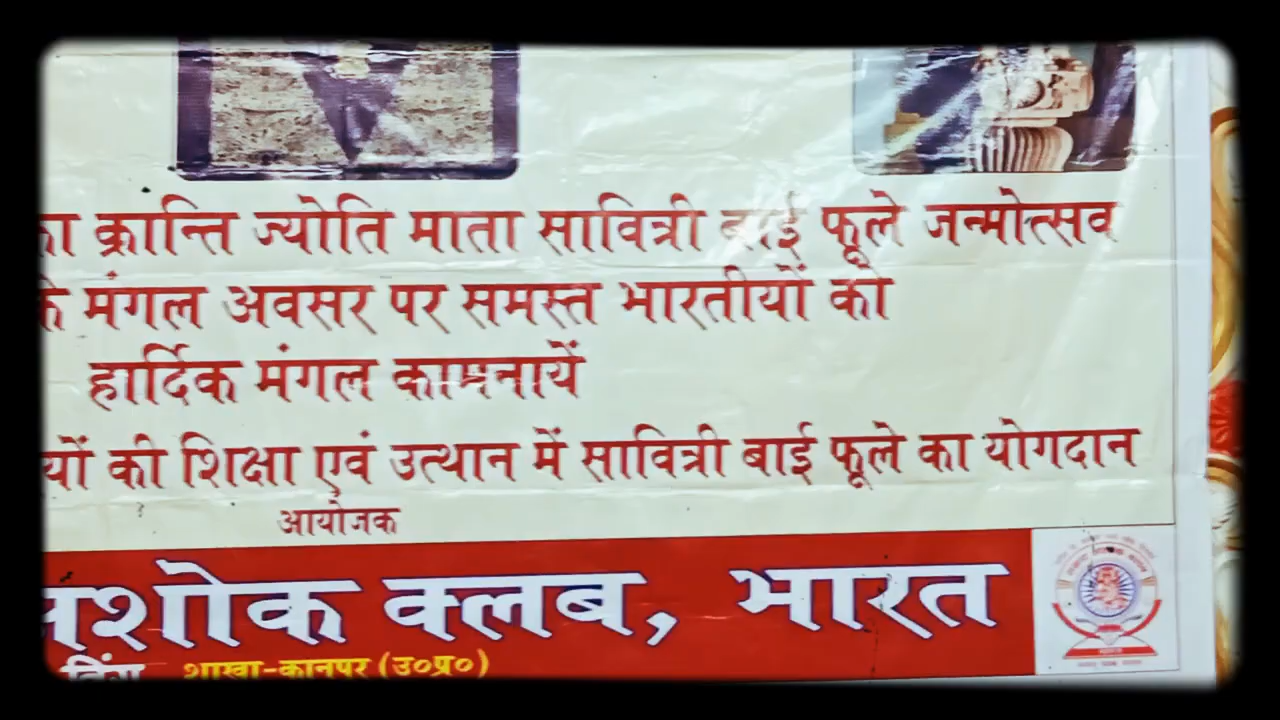 क्रान्ति ज्योति माता सावित्री बाई फूले जन्मोत्सव
के मंगल अवसर पर समस्त भारतीयों को
हार्दिक मंगल कामनायें
यों की शिक्षा एवं उत्थान में सावित्री बाई फूले का योगदान
आयोजक
अशोक क्लब, भारत
शाखा-कानपुर (उ०प्र०)